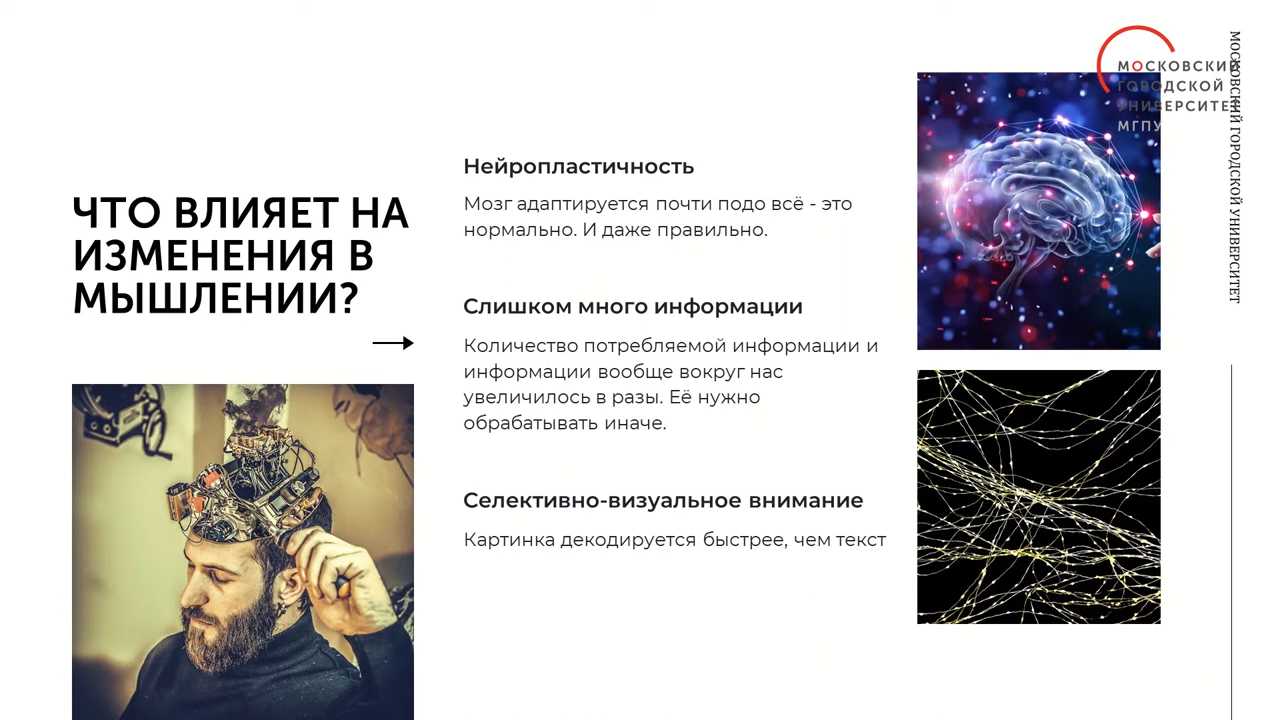 ЧТО ВЛИЯЕТ НА
ИЗМЕНЕНИЯ В
МЫШЛЕНИИ?
Нейропластичность
Мозг адаптируется почти подо всё - это
нормально. И даже правильно.
Слишком много информации
Количество потребляемой информации и
информации вообще вокруг нас
увеличилось в разы. Её нужно
обрабатывать иначе.
Селективно-визуальное внимание
Картинка декодируется быстрее, чем текст
МОСКОВСКИЙ
ГОРОДСКОЙ
УНИВЕРСИТЕТ
МГПУ
МОСКОВСКИЙ ГОРОДСКОЙ УНИВЕРСИТЕТ